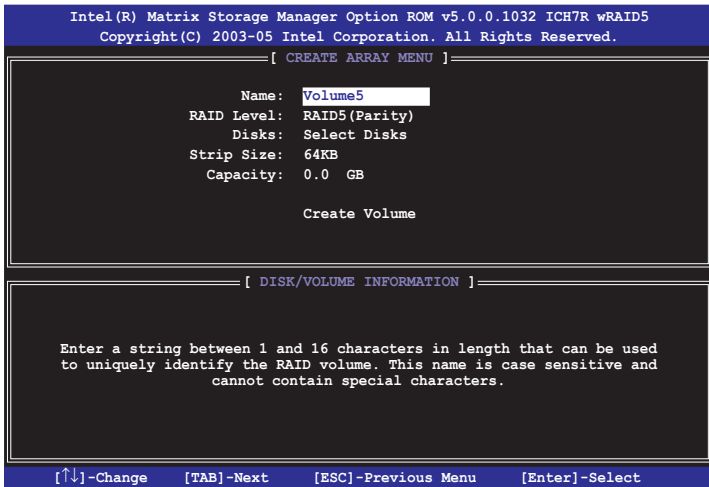 Intel(R) Matrix Storage Manager Option ROM v5.0.0.1032 ICH7R wRAID5
Copyright(C) 2003-05 Intel Corporation. All Rights Reserved.
[ CREATE ARRAY MENU ]
Name: Volume5
RAID Level: RAID5(Parity)
Disks: Select Disks
Strip Size: 64KB
Capacity: 0.0 GB
Create Volume
[ DISK/VOLUME INFORMATION ]
Enter a string between 1 and 16 characters in length that can be used
to uniquely identify the RAID volume. This name is case sensitive and
cannot contain special characters.
[↑↓]-Change [TAB]-Next [ESC]-Previous Menu [Enter]-Select